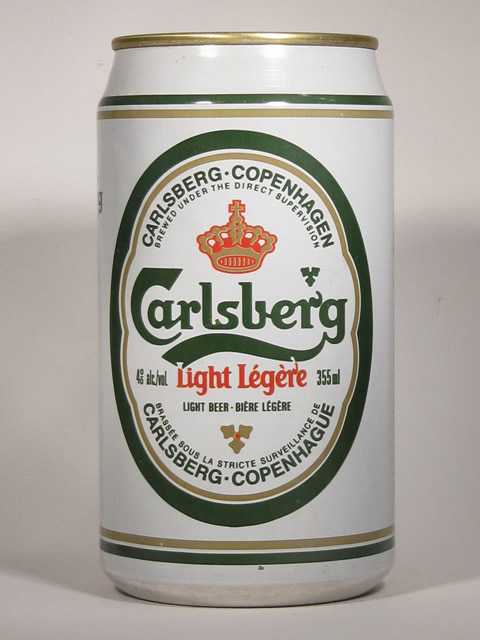 CARLSBERG·COPENHAGEN
BREWED UNDER THE DIRECT SUPERVISION
Carlsberg
4% alc./vol. Light Légère 355 ml
LIGHT BEER · BIÈRE LÉGÈRE
BRASSÉE SOUS LA STRICTE SURVEILLANCE DE
CARLSBERG·COPENHAGUE
g